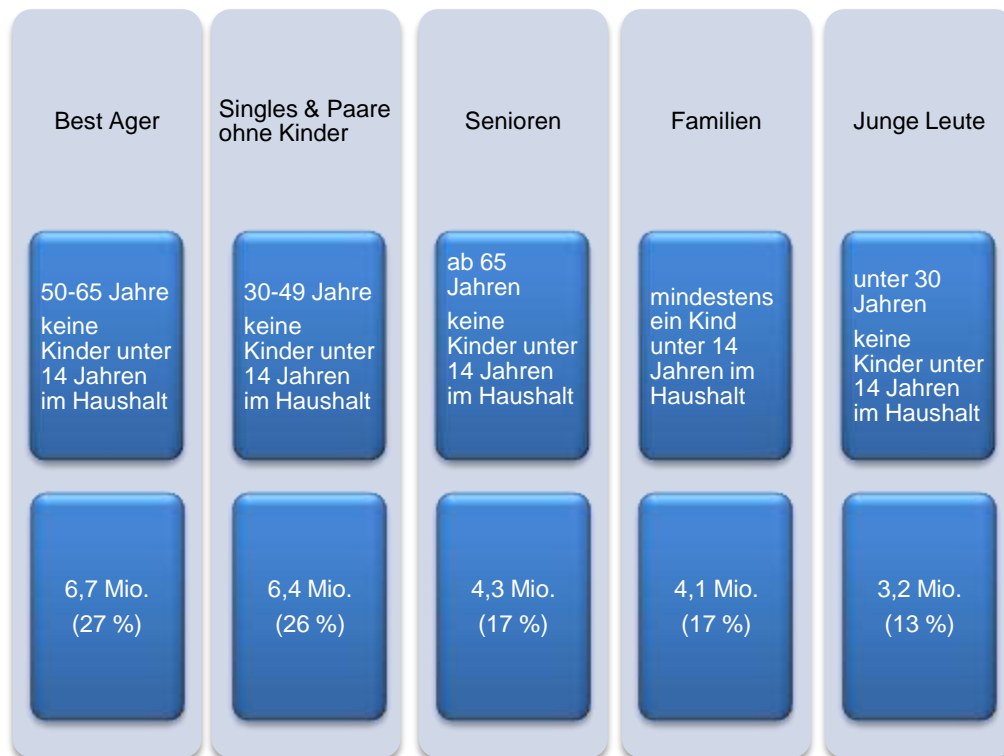 Best Ager
Singles & Paare
ohne Kinder
Senioren
Familien
Junge Leute
50-65 Jahre
keine
Kinder unter
14 Jahren
im Haushalt
30-49 Jahre
keine
Kinder unter
14 Jahren
im Haushalt
ab 65
Jahren
keine
Kinder unter
14 Jahren
im Haushalt
mindestens
ein Kind
unter 14
Jahren im
Haushalt
unter 30
Jahren
keine
Kinder unter
14 Jahren
im Haushalt
6,7 Mio.
(27 %)
6,4 Mio.
(26 %)
4,3 Mio.
(17 %)
4,1 Mio.
(17 %)
3,2 Mio.
(13 %)